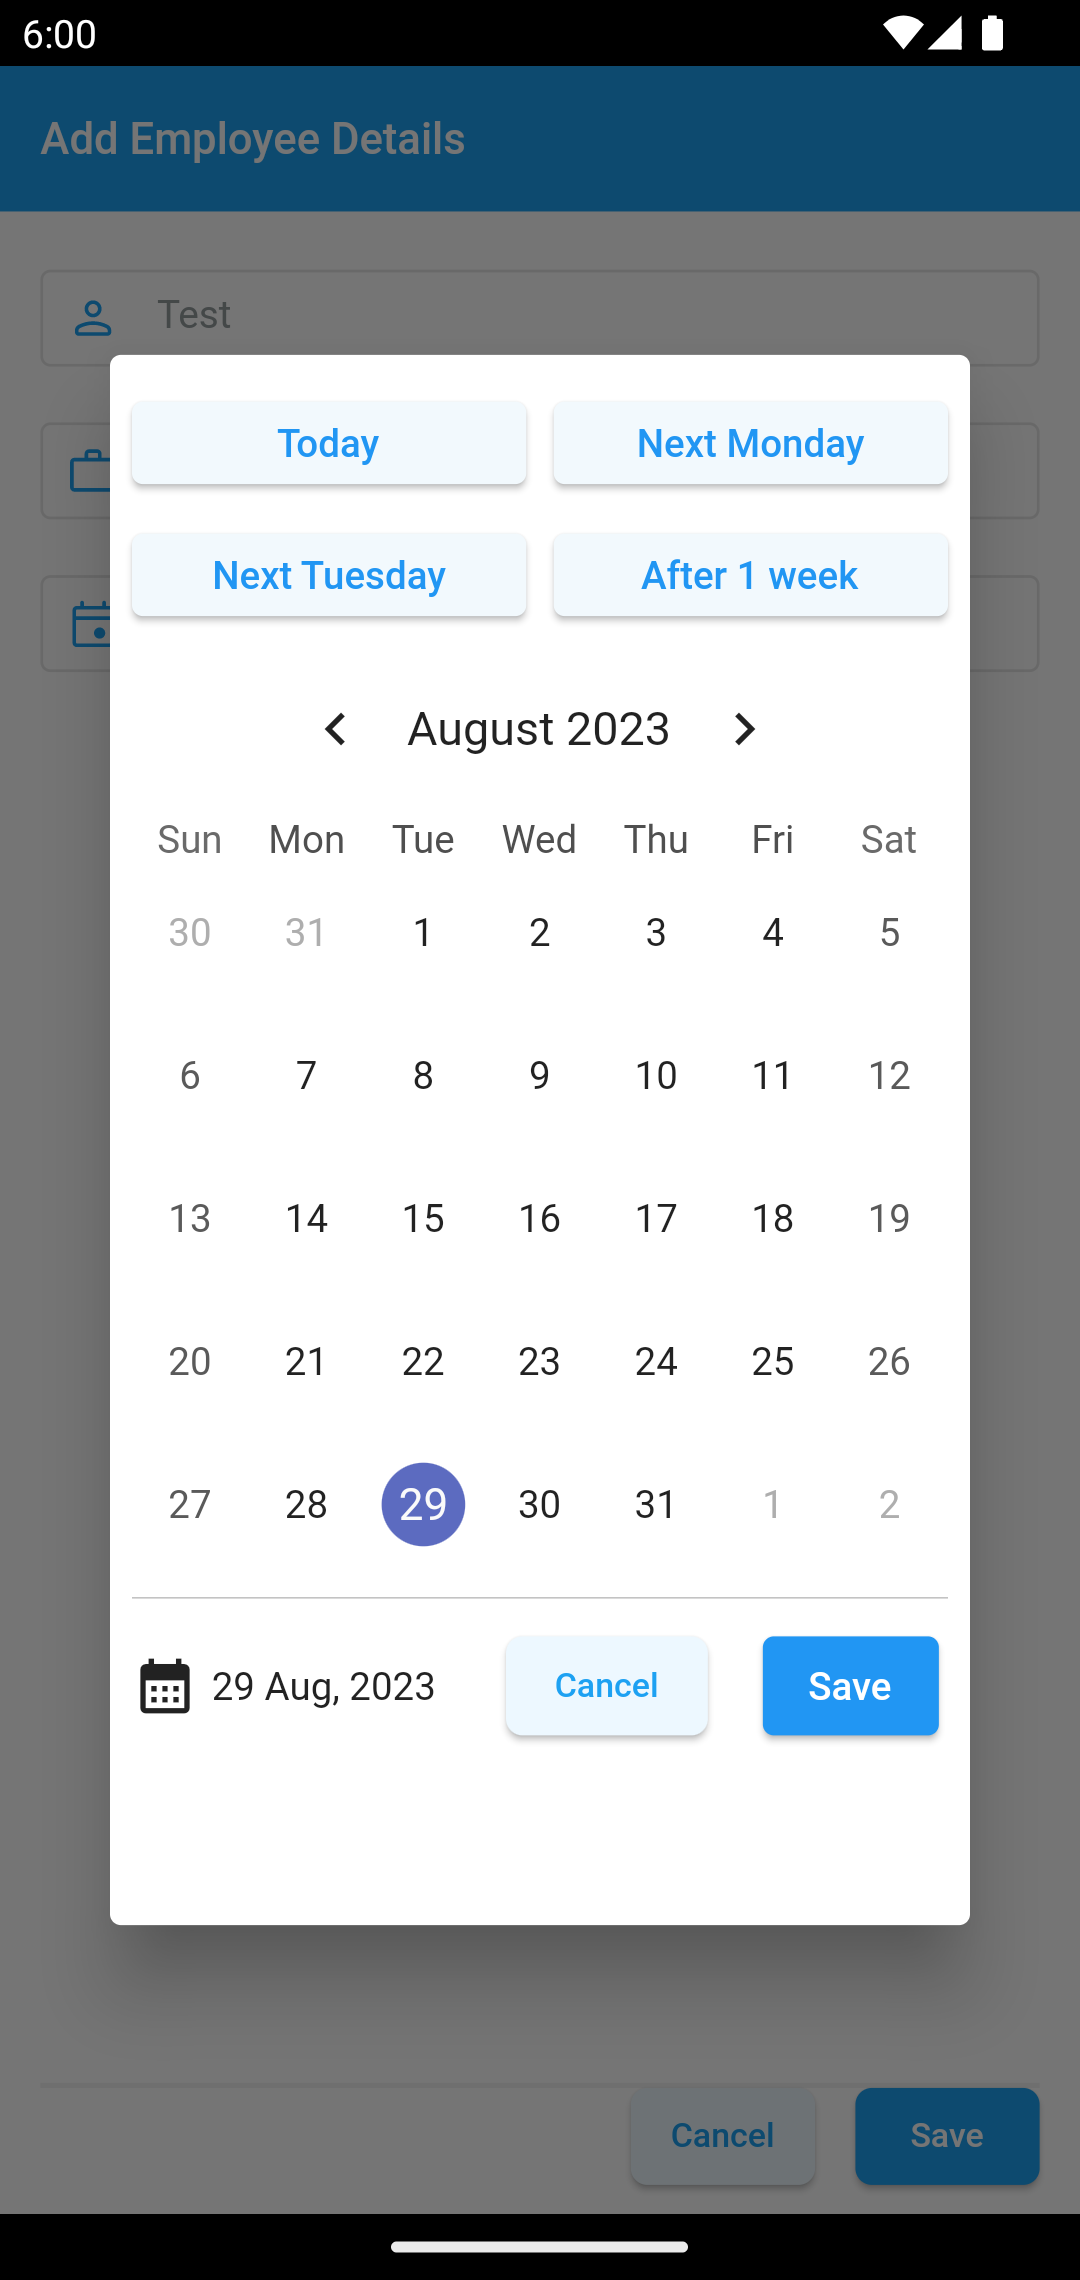 6:00
Add Employee Details
Test
Today Next Monday
Next Tuesday After 1 week
August 2023
Sun Mon Tue Wed Thu Fri Sat
30 31 1 2 3 4 5
6 7 8 9 10 11 12
13 14 15 16 17 18 19
20 21 22 23 24 25 26
27 28 29 30 31 1 2
29 Aug, 2023 Cancel Save
Cancel Save